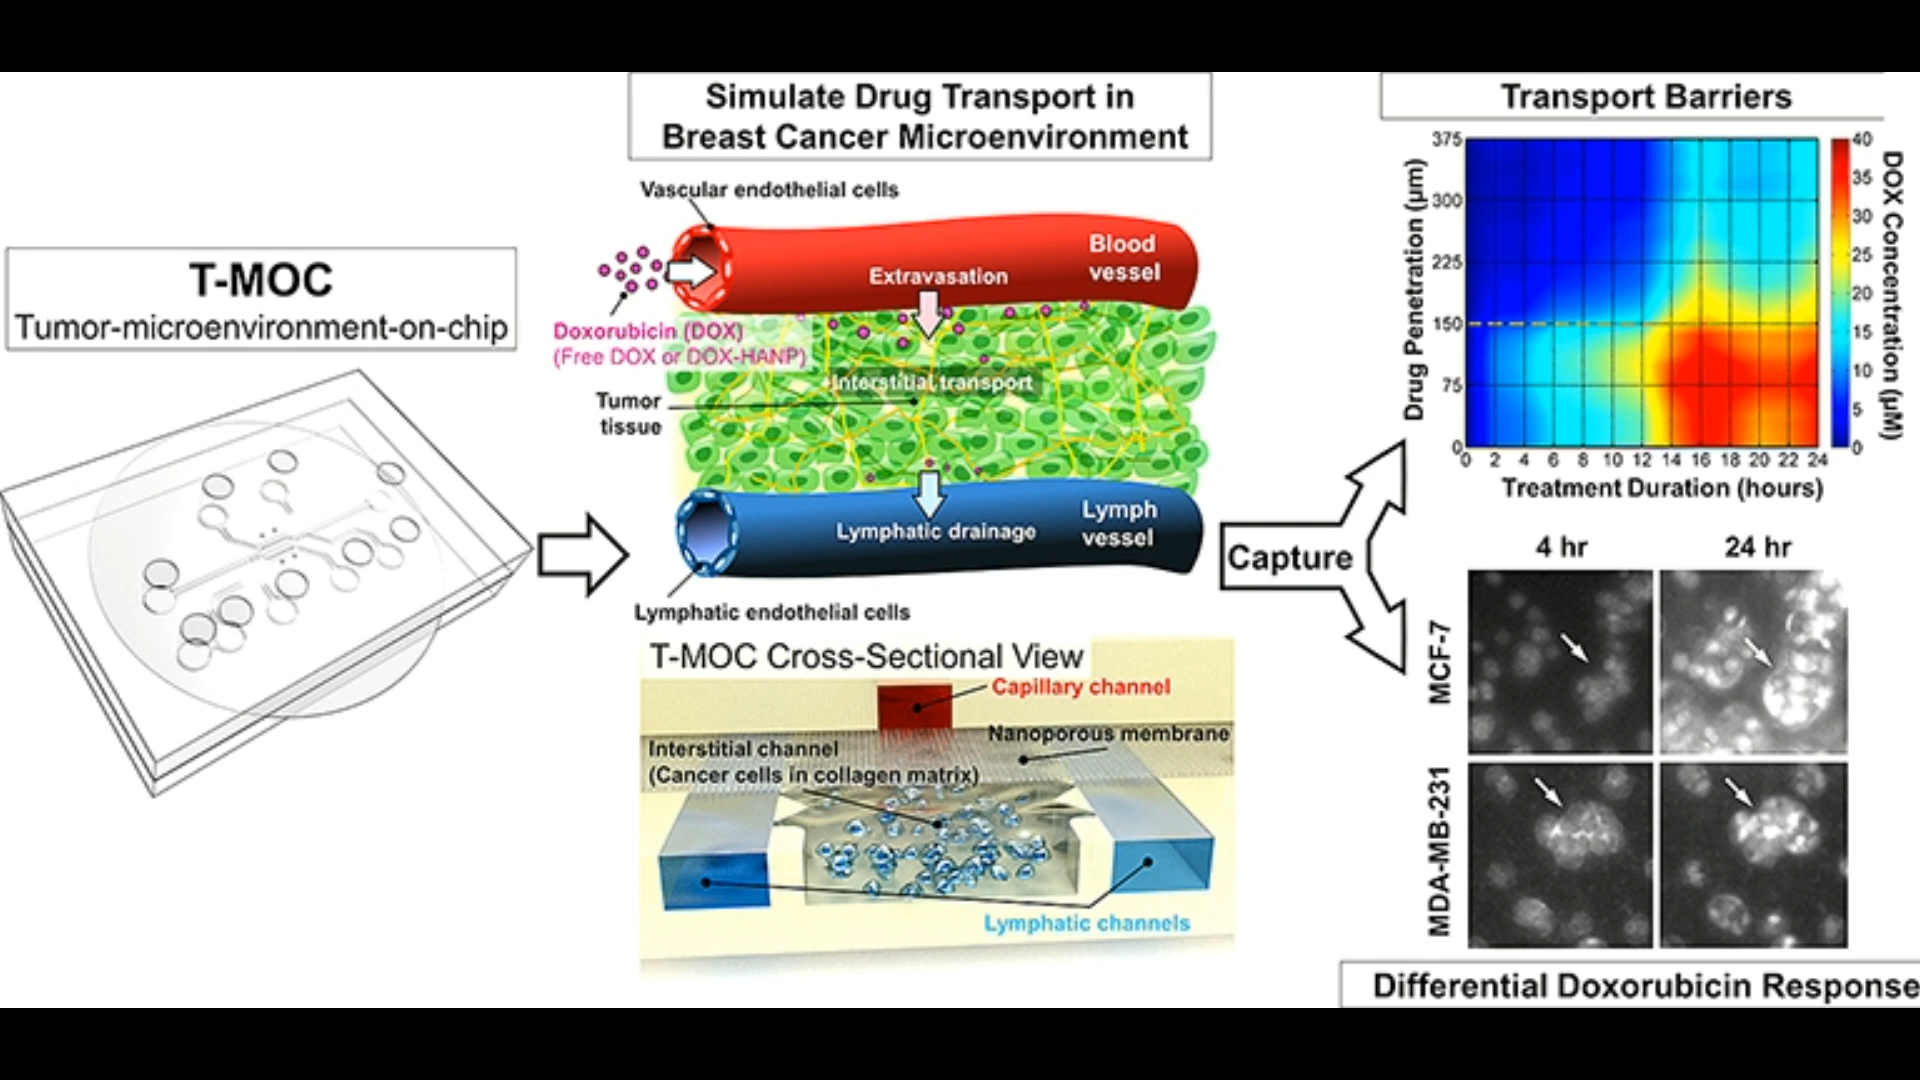 T-MOC
Tumor-microenvironment-on-chip
Simulate Drug Transport in
Breast Cancer Microenvironment
Vascular endothelial cells
Blood
vessel
Extravasation
Doxorubicin (DOX)
(Free DOX or DOX-HANP)
Interstitial transport
Tumor
tissue
Lymph
vessel
Lymphatic drainage
Lymphatic endothelial cells
T-MOC Cross-Sectional View
Capillary channel
Nanoporous membrane
Interstitial channel
(Cancer cells in collagen matrix)
Lymphatic channels
Capture
Transport Barriers
Drug Penetration (μm)
375
300
225
150
75
0
0 2 4 6 8 10 12 14 16 18 20 22 24
Treatment Duration (hours)
40
35
30
25
20
15
10
5
0
DOX Concentration (μM)
4 hr 24 hr
MCF-7
MDA-MB-231
Differential Doxorubicin Response